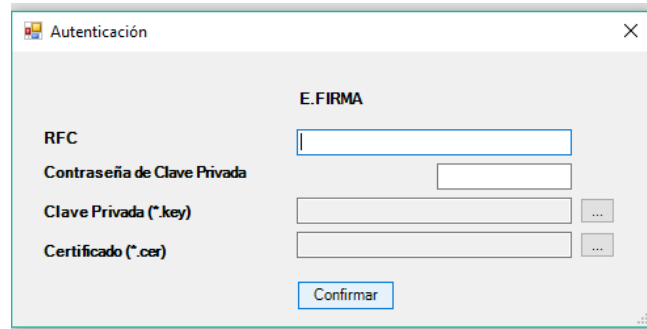 Autenticación
E.FIRMA
RFC
Contraseña de Clave Privada
Clave Privada (*.key)
...
Certificado (*.cer)
...
Confirmar